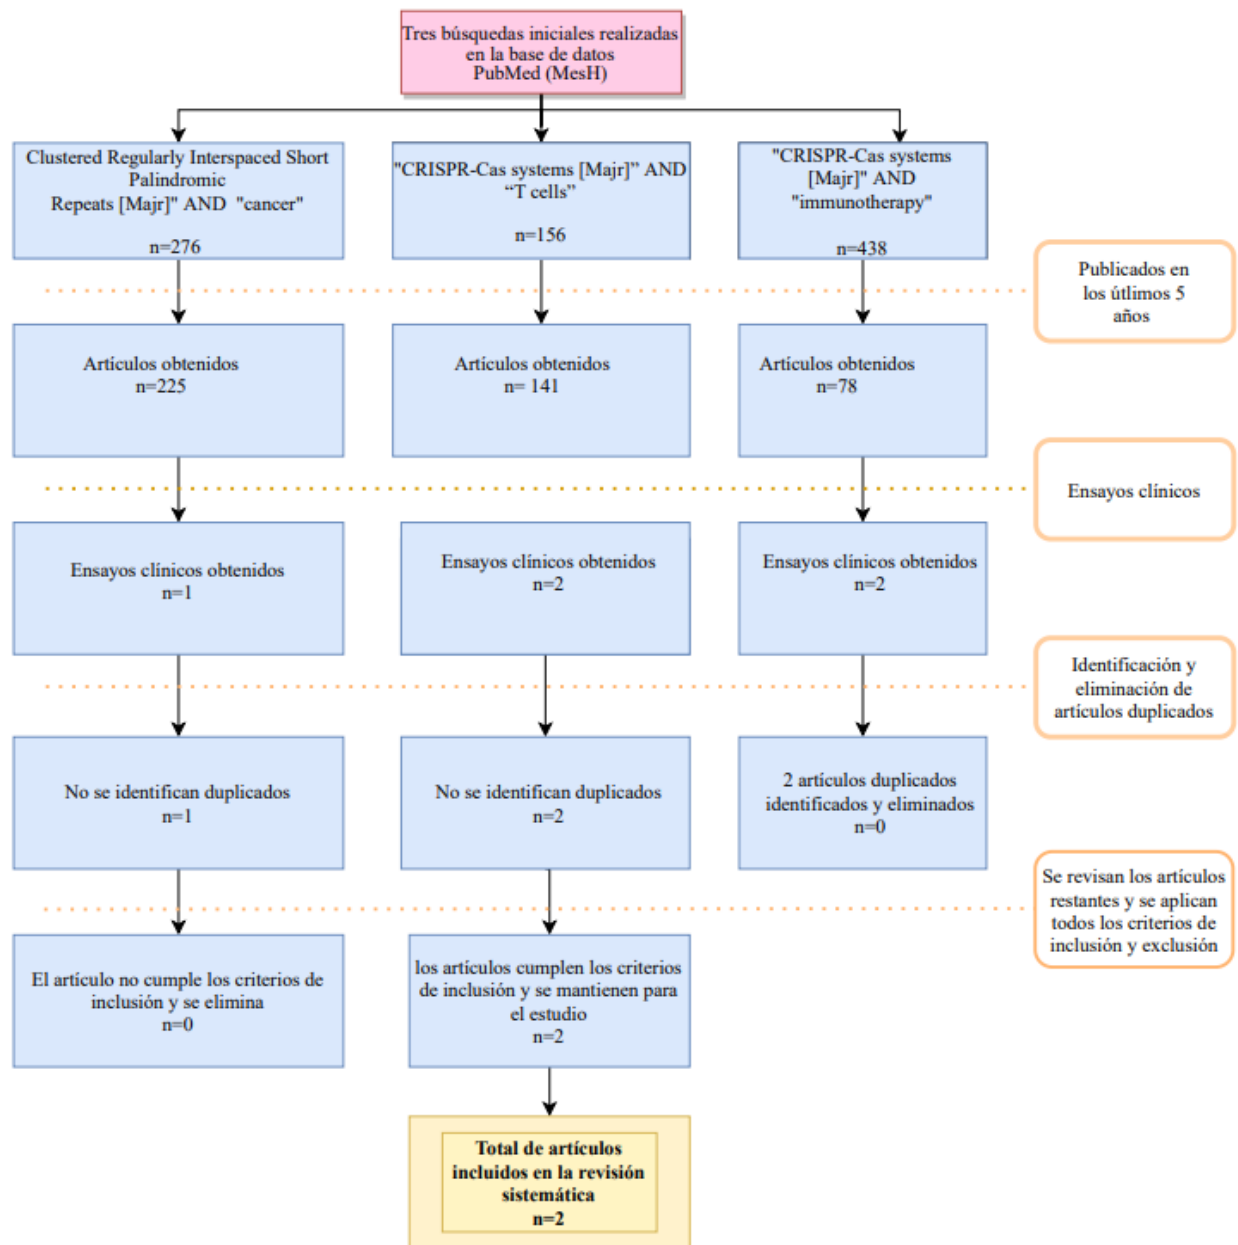 Tres búsquedas iniciales realizadas
en la base de datos
PubMed (MesH)
Clustered Regularly Interspaced Short
Palindromic
Repeats [Majr]" AND "cancer"
n=276
"CRISPR-Cas systems [Majr]” AND
“T cells”
n=156
"CRISPR-Cas systems
[Majr]" AND
"immunotherapy"
n=438
Publicados en
los útlimos 5
años
Artículos obtenidos
n=225
Artículos obtenidos
n= 141
Artículos obtenidos
n=78
Ensayos clínicos
Ensayos clínicos obtenidos
n=1
Ensayos clínicos obtenidos
n=2
Ensayos clínicos obtenidos
n=2
Identificación y
eliminación de
artículos duplicados
No se identifican duplicados
n=1
No se identifican duplicados
n=2
2 artículos duplicados
identificados y eliminados
n=0
Se revisan los artículos
restantes y se aplican
todos los criterios de
inclusión y exclusión
El artículo no cumple los criterios de
inclusión y se elimina
n=0
los artículos cumplen los criterios
de inclusión y se mantienen para
el estudio
n=2
Total de artículos
incluidos en la revisión
sistemática
n=2